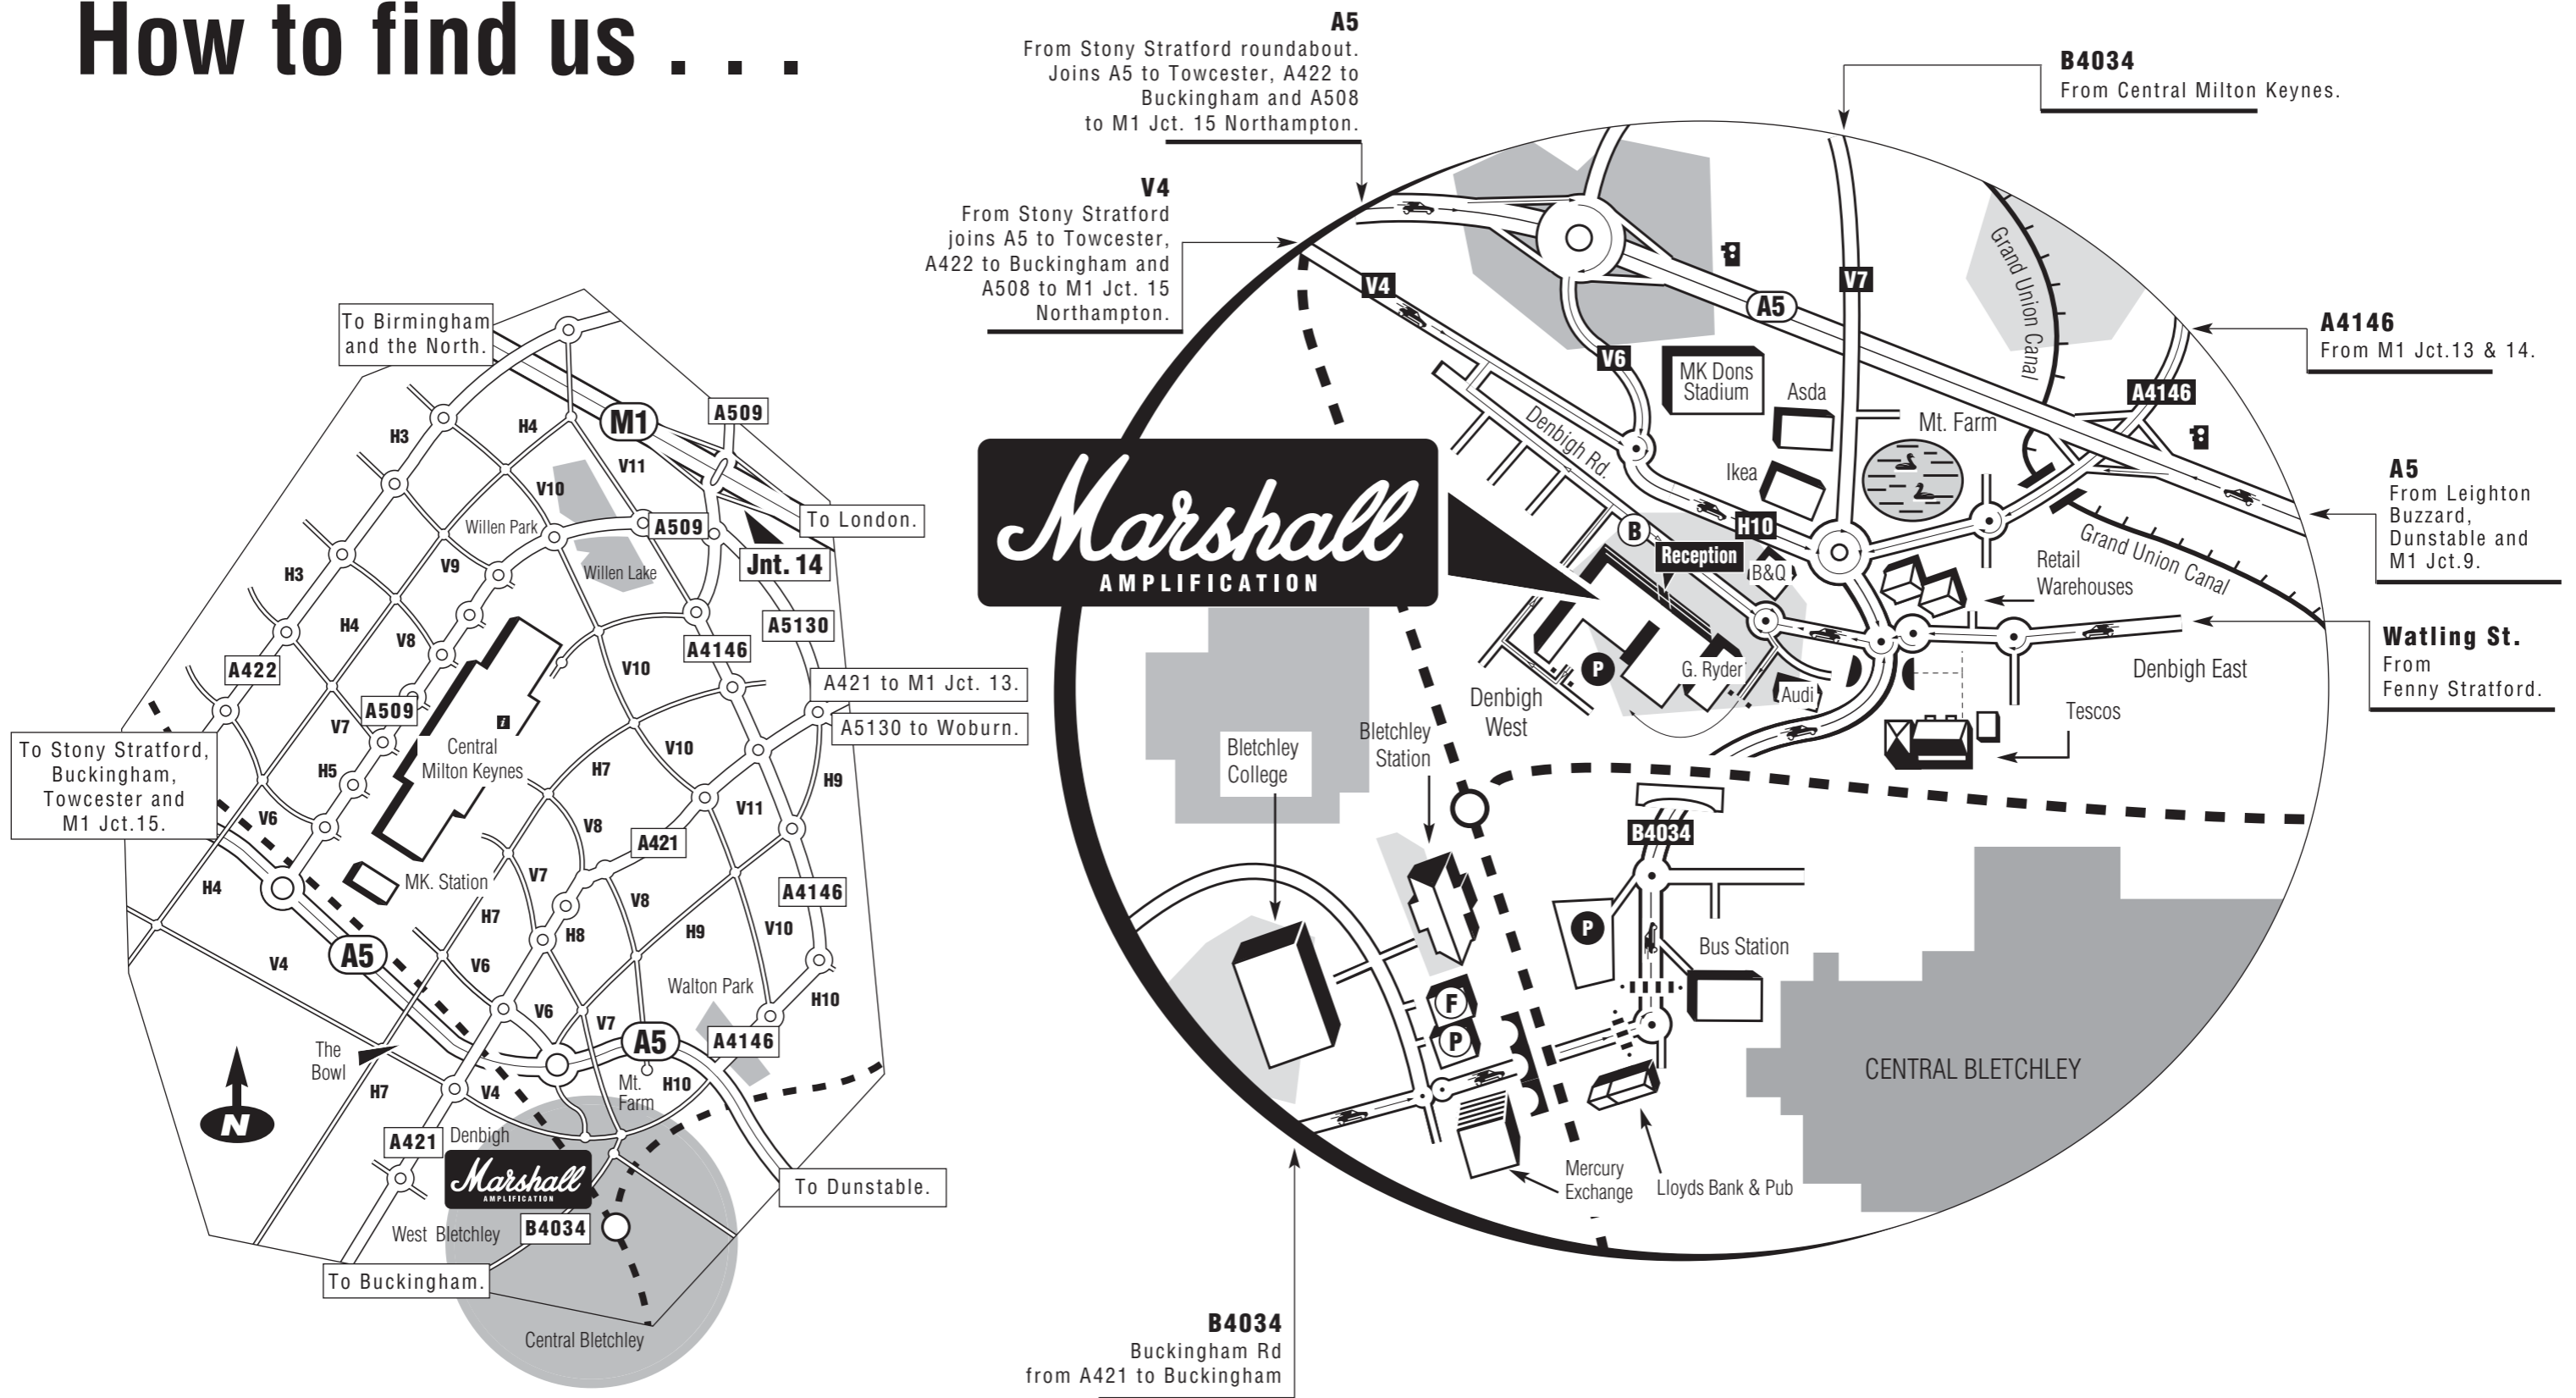 How to find us . . .
A5
From Stony Stratford roundabout.
Joins A5 to Towcester, A422 to
Buckingham and A508
to M1 Jct. 15 Northampton.
V4
From Stony Stratford
joins A5 to Towcester,
A422 to Buckingham and
A508 to M1 Jct. 15
Northampton.
B4034
From Central Milton Keynes.
A4146
From M1 Jct.13 & 14.
A5
From Leighton
Buzzard,
Dunstable and
M1 Jct.9.
Watling St.
From
Fenny Stratford.
B4034
Buckingham Rd
from A421 to Buckingham
To Birmingham
and the North.
M1
A509
H3
H4
V11
V10
Willen Park
A509
To London.
Jnt. 14
Willen Lake
H3
V9
H4
V8
A5130
A4146
A422
V10
A421 to M1 Jct. 13.
A509
V7
i
A5130 to Woburn.
To Stony Stratford,
Buckingham,
Towcester and
M1 Jct.15.
Central
Milton Keynes
V10
H5
H7
H9
V6
V8
V11
A421
H4
MK. Station
V7
A4146
V8
H7
H8
H9
V10
V4
A5
V6
Walton Park
H10
V6
V7
A5
A4146
The
Bowl
Mt.
Farm
H10
H7
V4
N
A421
Denbigh
Marshall
AMPLIFICATION
To Dunstable.
West Bletchley
B4034
To Buckingham.
Central Bletchley
V4
V7
A5
Grand Union Canal
V6
MK Dons
Stadium
Asda
A4146
Mt. Farm
Denbigh Rd.
Ikea
Marshall
AMPLIFICATION
B
H10
Reception
B&Q
Grand Union Canal
Retail
Warehouses
P
G. Ryder
Audi
Denbigh East
Denbigh
West
Tescos
Bletchley
Station
Bletchley
College
B4034
P
Bus Station
F
P
CENTRAL BLETCHLEY
Mercury
Exchange
Lloyds Bank & Pub